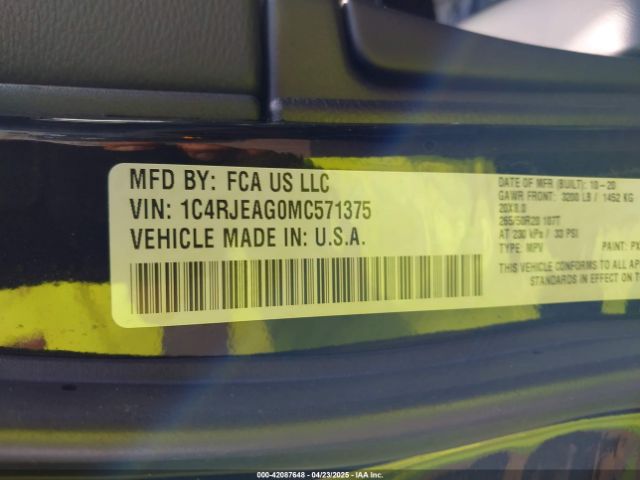 MFD BY: FCA US LLC
VIN: 1C4RJEAG0MC571375
VEHICLE MADE IN: U.S.A.
DATE OF MFR (BUILT): 10-20
GAWR FRONT: 3200 LB / 1452 KG
20X8.0
265/50R20 107T
AT 230 kPa / 33 PSI
TYPE: MPV PAINT: PX
THIS VEHICLE CONFORMS TO ALL AP
STANDARDS IN EFFECT ON T
000-42087648 - 04/23/2025 - IAA Inc.